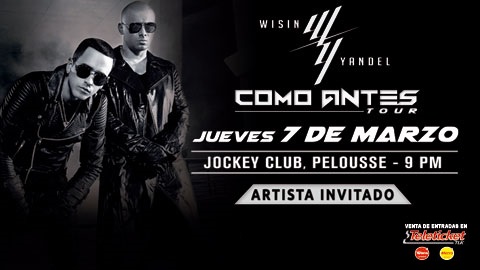 WISIN
YANDEL
COMO ANTES
TOUR
JUEVES 7 DE MARZO
JOCKEY CLUB, PELOUSSE - 9 PM
ARTISTA INVITADO
VENTA DE ENTRADAS EN
Teleticket